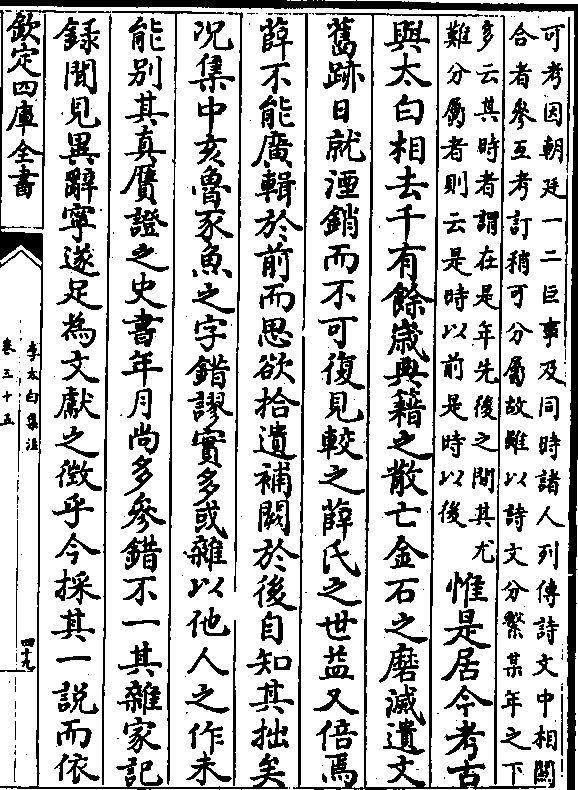 可考因朝廷一二巨事及同時諸人列傳詩文中相關
合者參互考訂稍可分屬故雖以詩文分繫某年之下
多云其時者謂在是年先後之間其尤
難分屬者則云是時以前是時以後
惟是居今考古
與太白相去千有餘歲典籍之散亡金石之磨滅遺文
舊跡日就湮銷而不可復見較之薛氏之世益又倍焉
薛不能廣輯於前而思欲拾遺補闕於後自知其拙矣
况集中亥魯豕魚之字錯謬實多或雜以他人之作未
能别其真贋證之史書年月尚多參錯不一其雜家記
録聞見異辭寧遂足為文獻之徵乎今採其一説而依
欽定四庫全書
李太白集注
卷三十五
四十九